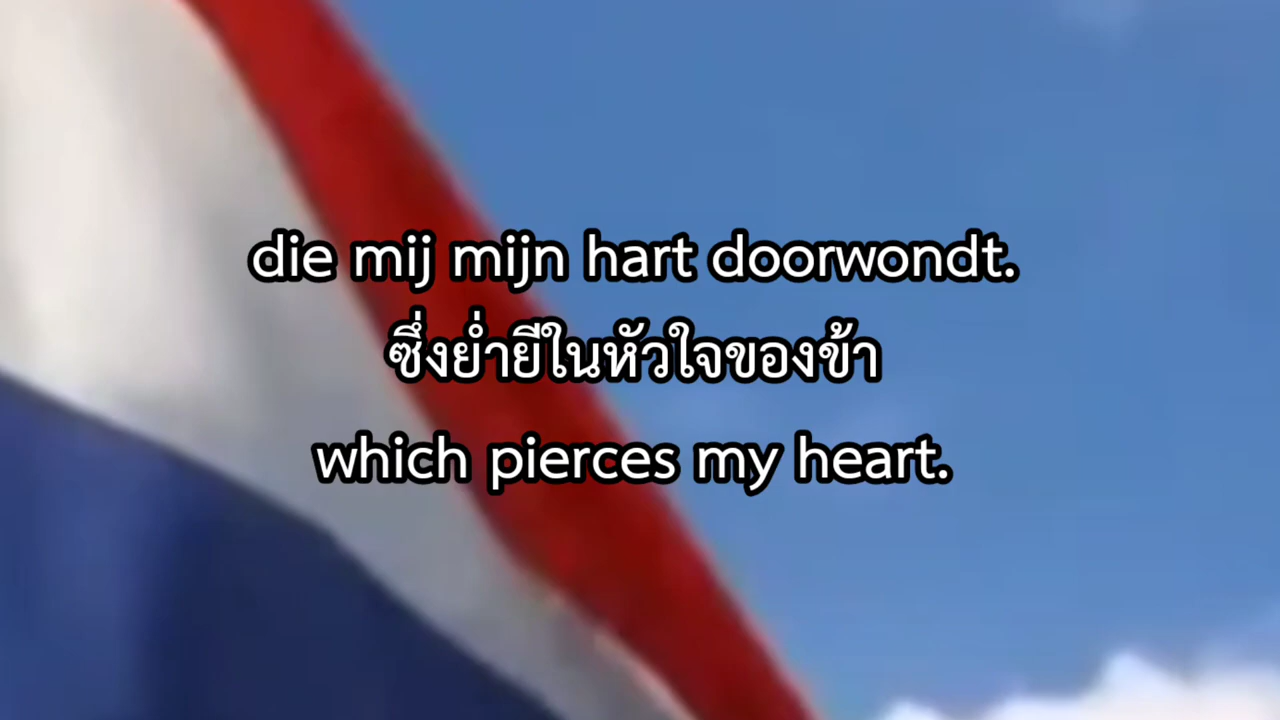 die mij mijn hart doorwondt.
ซึ่งย่ำยีในหัวใจของข้า
which pierces my heart.